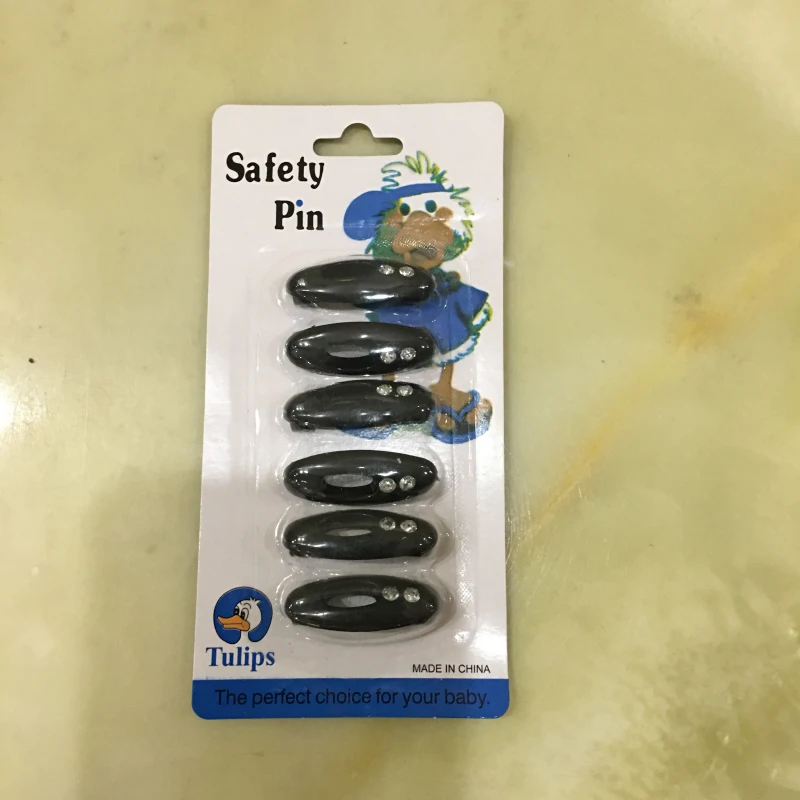 Safety
Pin
Tulips
MADE IN CHINA
The perfect choice for your baby.